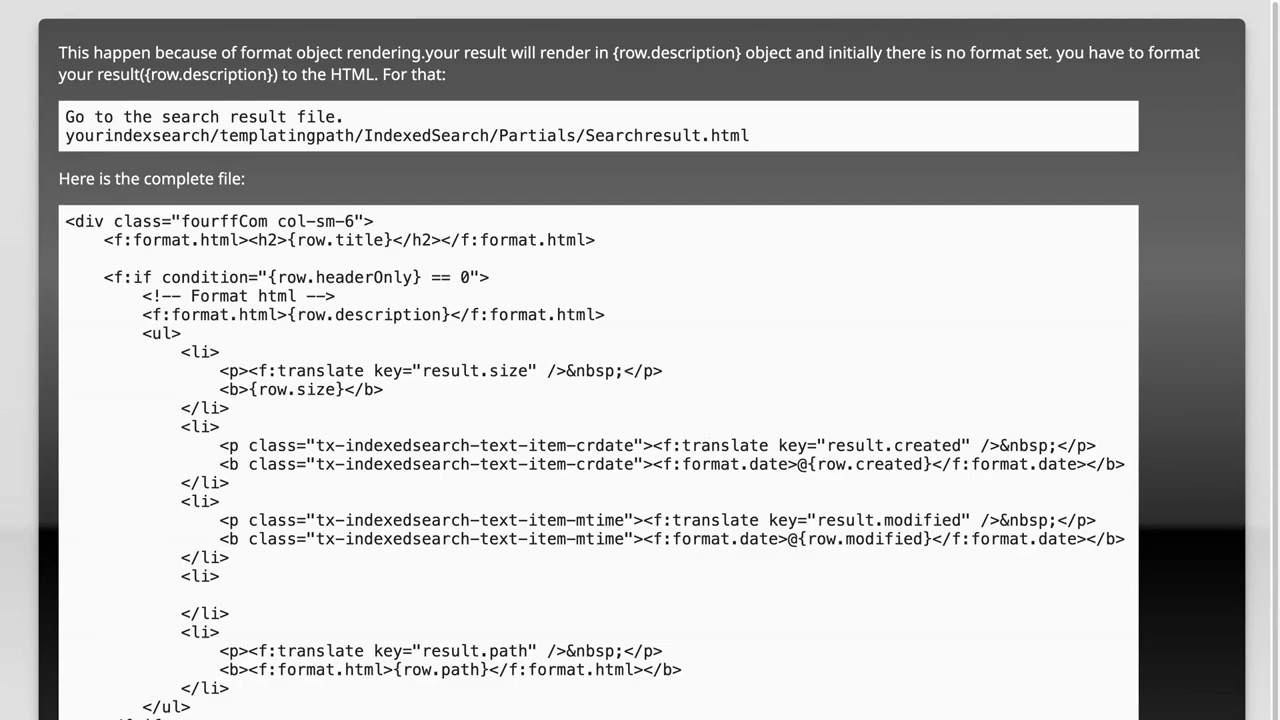 This happen because of format object rendering.your result will render in {row.description} object and initially there is no format set. you have to format
your result({row.description}) to the HTML. For that:
Go to the search result file.
yourindexsearch/templatingpath/IndexedSearch/Partials/Searchresult.html
Here is the complete file:
<div class="fourffCom col-sm-6">
    <f:format.html><h2>{row.title}</h2></f:format.html>
    <f:if condition="{row.headerOnly} == 0">
        <!-- Format html -->
        <f:format.html>{row.description}</f:format.html>
        <ul>
            <li>
                <p><f:translate key="result.size" />&nbsp;</p>
                <b>{row.size}</b>
            </li>
            <li>
                <p class="tx-indexedsearch-text-item-crdate"><f:translate key="result.created" />&nbsp;</p>
                <b class="tx-indexedsearch-text-item-crdate"><f:format.date>@{row.created}</f:format.date></b>
            </li>
            <li>
                <p class="tx-indexedsearch-text-item-mtime"><f:translate key="result.modified" />&nbsp;</p>
                <b class="tx-indexedsearch-text-item-mtime"><f:format.date>@{row.modified}</f:format.date></b>
            </li>
            <li>
            </li>
            <li>
                <p><f:translate key="result.path" />&nbsp;</p>
                <b><f:format.html>{row.path}</f:format.html></b>
            </li>
        </ul>